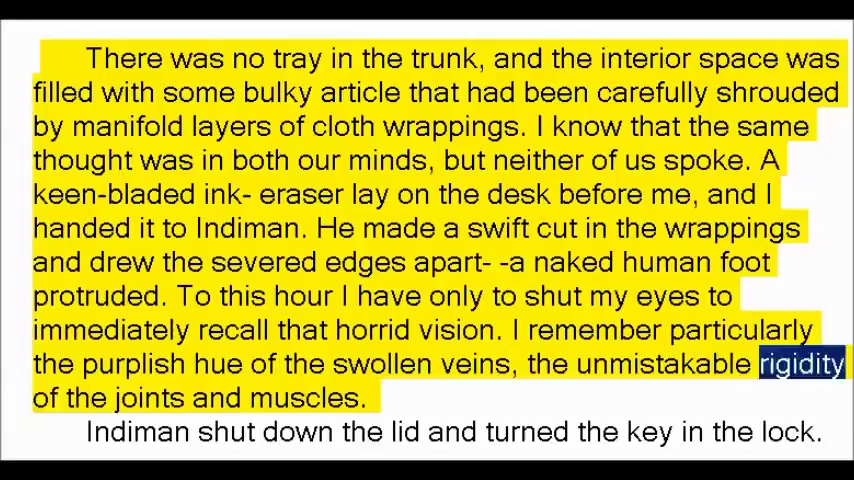 There was no tray in the trunk, and the interior space was
filled with some bulky article that had been carefully shrouded
by manifold layers of cloth wrappings. I know that the same
thought was in both our minds, but neither of us spoke. A
keen-bladed ink- eraser lay on the desk before me, and I
handed it to Indiman. He made a swift cut in the wrappings
and drew the severed edges apart- -a naked human foot
protruded. To this hour I have only to shut my eyes to
immediately recall that horrid vision. I remember particularly
the purplish hue of the swollen veins, the unmistakable rigidity
of the joints and muscles.
Indiman shut down the lid and turned the key in the lock.